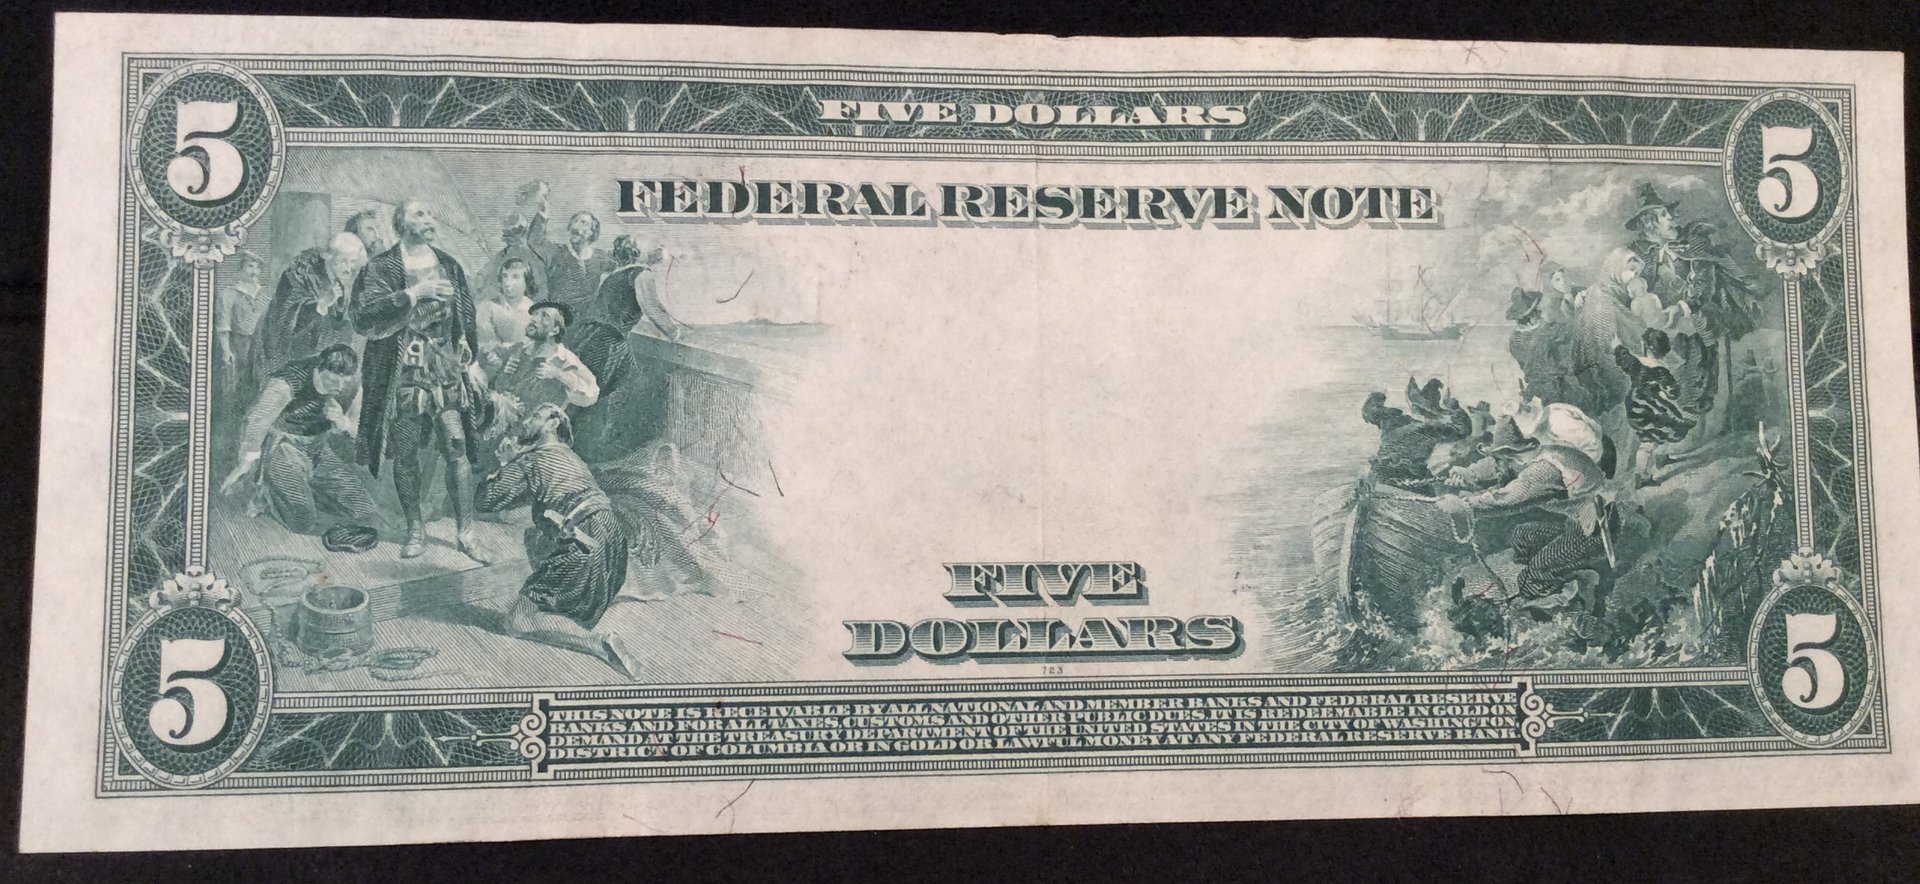 5 FIVE DOLLARS 5
FEDERAL RESERVE NOTE
FIVE
DOLLARS
723
5 5
THIS NOTE IS RECEIVABLE BY ALL NATIONAL AND MEMBER BANKS AND FEDERAL RESERVE
BANKS AND FOR ALL TAXES, CUSTOMS AND OTHER PUBLIC DUES. IT IS REDEEMABLE IN GOLD ON
DEMAND AT THE TREASURY DEPARTMENT OF THE UNITED STATES IN THE CITY OF WASHINGTON
DISTRICT OF COLUMBIA OR IN GOLD OR LAWFUL MONEY AT ANY FEDERAL RESERVE BANK.